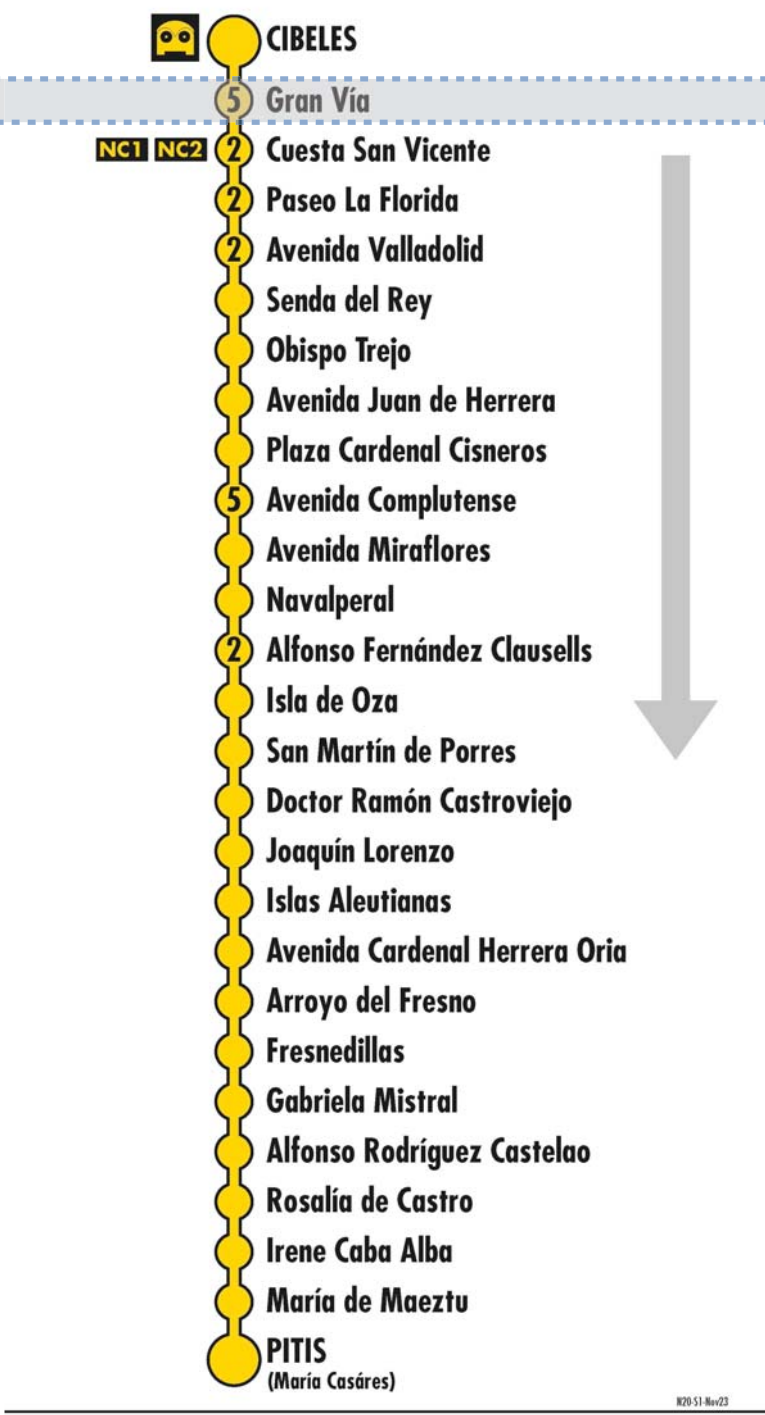 CIBELES
5 Gran Vía
NC1 NC2 2 Cuesta San Vicente
2 Paseo La Florida
2 Avenida Valladolid
Senda del Rey
Obispo Trejo
Avenida Juan de Herrera
Plaza Cardenal Cisneros
5 Avenida Complutense
Avenida Miraflores
Navalperal
2 Alfonso Fernández Clausells
Isla de Oza
San Martín de Porres
Doctor Ramón Castroviejo
Joaquín Lorenzo
Islas Aleutianas
Avenida Cardenal Herrera Oria
Arroyo del Fresno
Fresnedillas
Gabriela Mistral
Alfonso Rodríguez Castelao
Rosalía de Castro
Irene Caba Alba
María de Maeztu
PITIS
(María Casáres)
N20-S1-Nov23